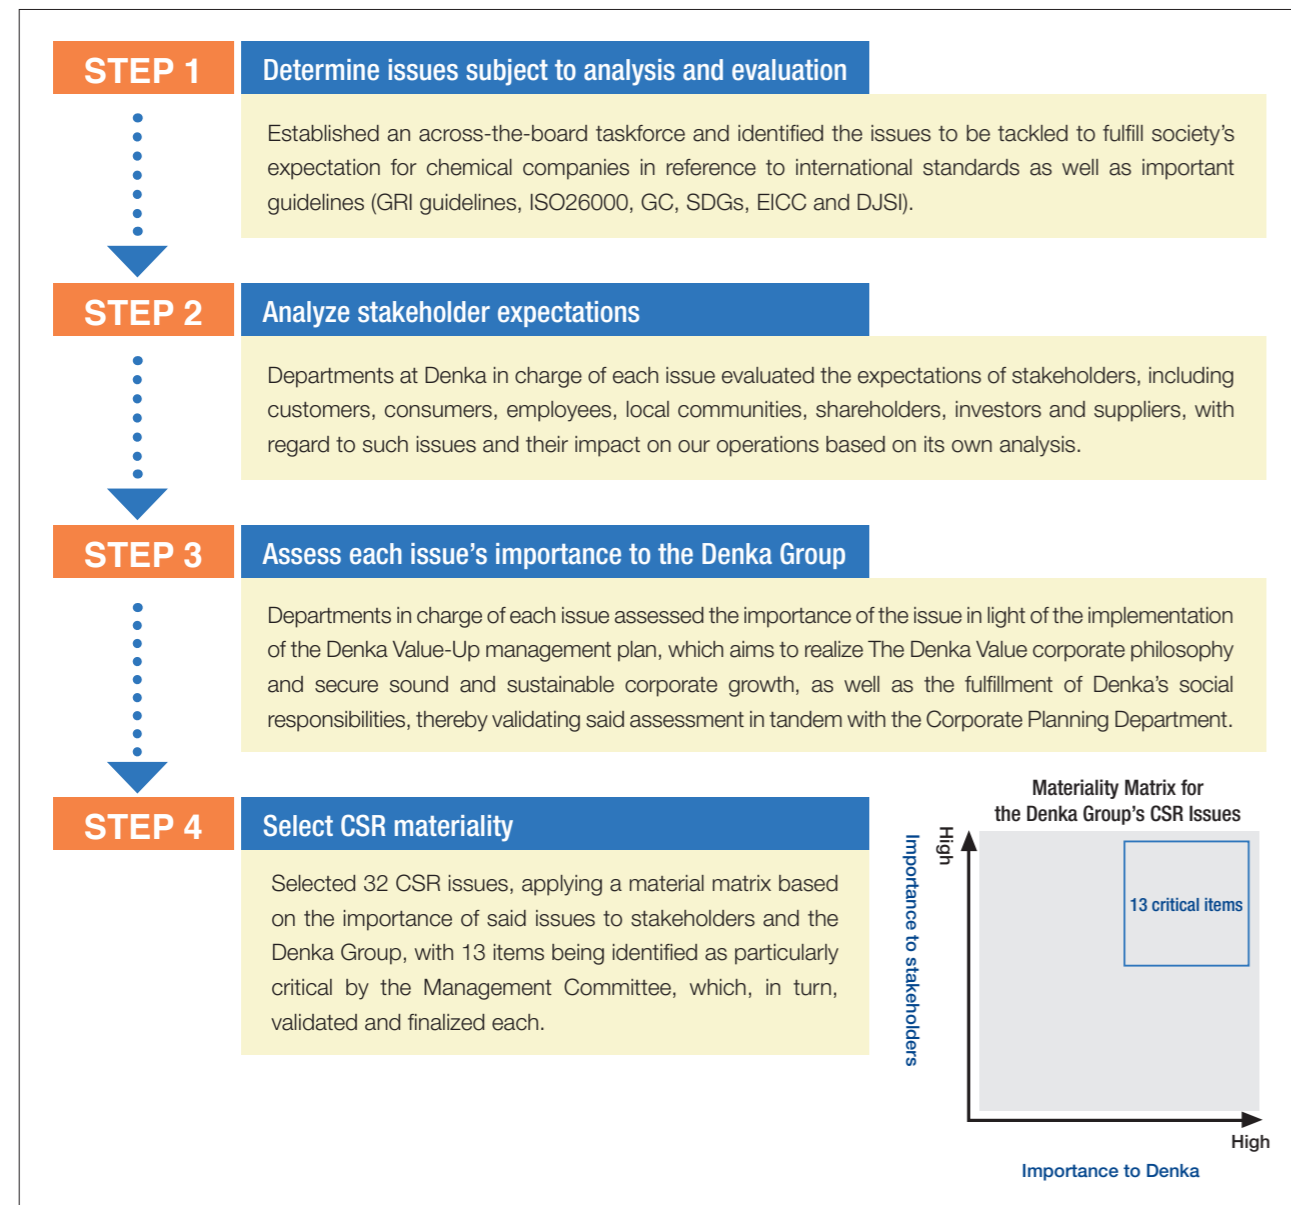 STEP 1
Determine issues subject to analysis and evaluation
Established an across-the-board taskforce and identified the issues to be tackled to fulfill society’s
expectation for chemical companies in reference to international standards as well as important
guidelines (GRI guidelines, ISO26000, GC, SDGs, EICC and DJSI).
STEP 2
Analyze stakeholder expectations
Departments at Denka in charge of each issue evaluated the expectations of stakeholders, including
customers, consumers, employees, local communities, shareholders, investors and suppliers, with
regard to such issues and their impact on our operations based on its own analysis.
STEP 3
Assess each issue’s importance to the Denka Group
Departments in charge of each issue assessed the importance of the issue in light of the implementation
of the Denka Value-Up management plan, which aims to realize The Denka Value corporate philosophy
and secure sound and sustainable corporate growth, as well as the fulfillment of Denka’s social
responsibilities, thereby validating said assessment in tandem with the Corporate Planning Department.
STEP 4
Select CSR materiality
Selected 32 CSR issues, applying a material matrix based
on the importance of said issues to stakeholders and the
Denka Group, with 13 items being identified as particularly
critical by the Management Committee, which, in turn,
validated and finalized each.
Materiality Matrix for
the Denka Group’s CSR Issues
High
Importance to stakeholders
13 critical items
High
Importance to Denka